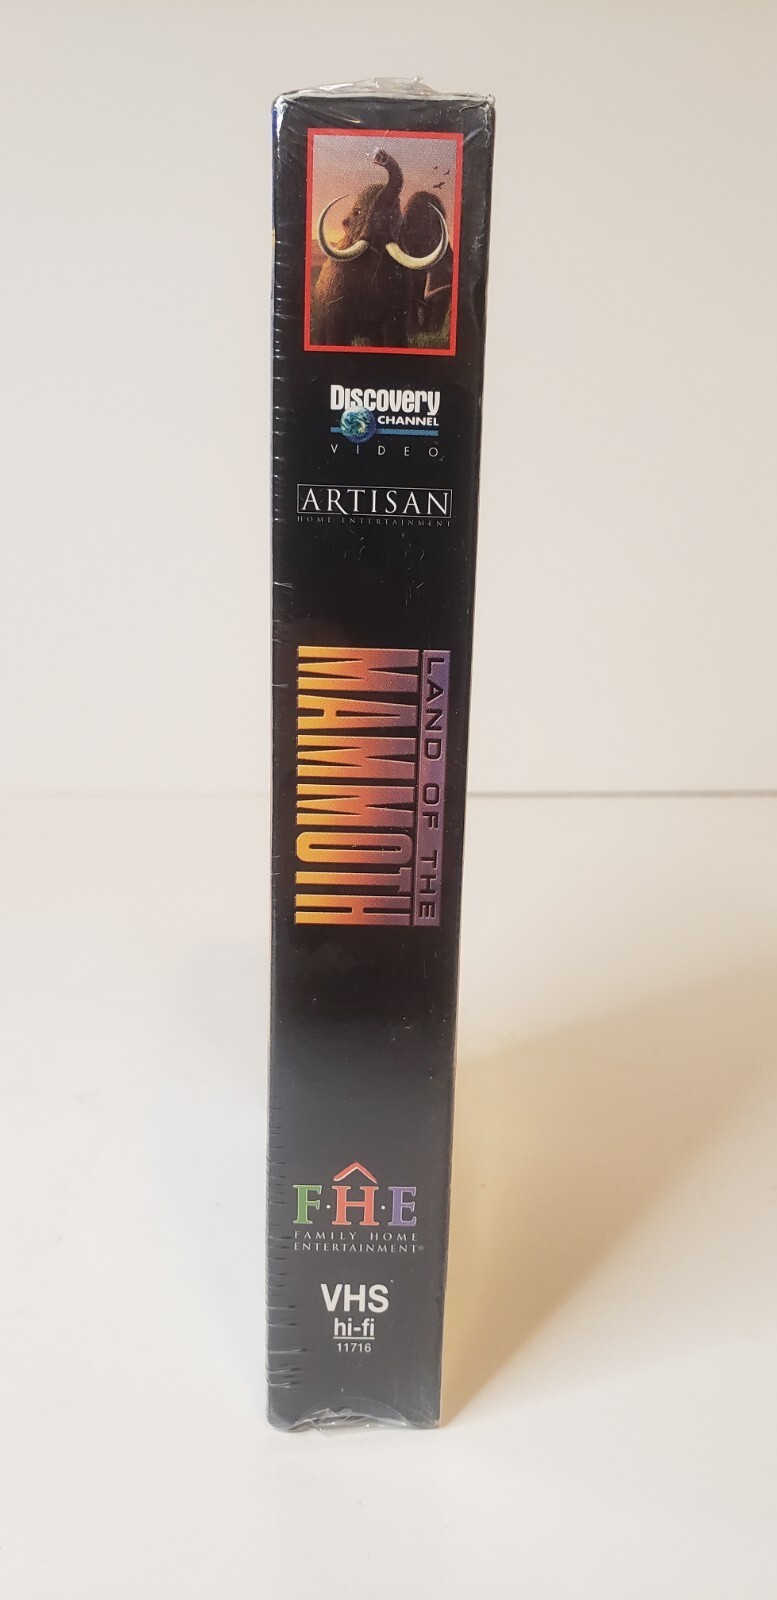 Discovery
CHANNEL
VIDEO
ARTISAN
HOME ENTERTAINMENT
LAND OF THE
MAMMOTH
F·H·E
FAMILY HOME
ENTERTAINMENT®
VHS
hi-fi
11716